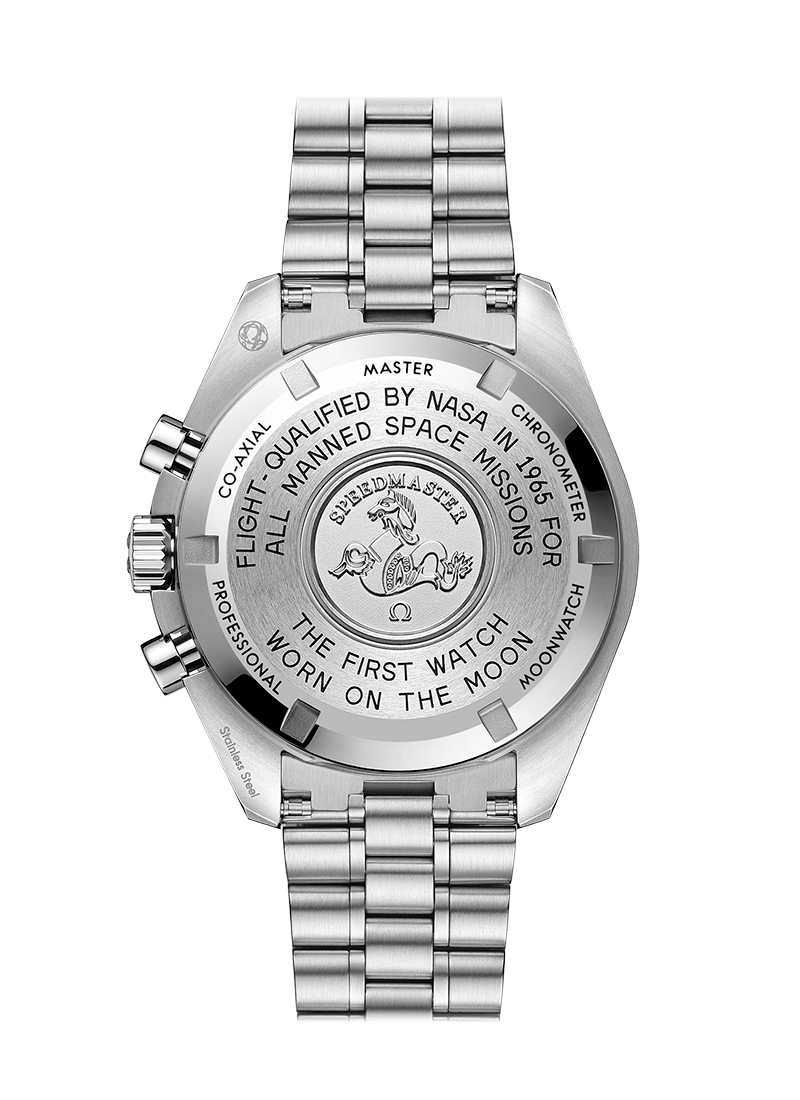 CO-AXIAL
MASTER
CHRONOMETER
FLIGHT-QUALIFIED BY NASA IN 1965 FOR
ALL MANNED SPACE MISSIONS
SPEEDMASTER
Ω
THE FIRST WATCH
WORN ON THE MOON
PROFESSIONAL
MOONWATCH
Stainless Steel